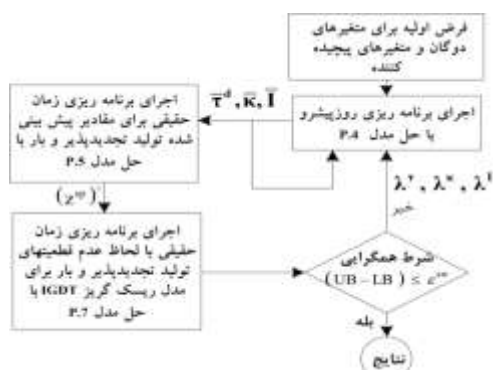 فرض اولیه برای متغیرهای
دوگان و متغیرهای پیچیده
کننده
اجرای برنامه ریزی روزپیشرو
با حل مدل P.4
τ̄ᵈ , κ̄, Ī
اجرای برنامه ریزی زمان
حقیقی برای مقادیر پیش بینی
شده تولید تجدیدپذیر و بار با
حل مدل P.5
اجرای برنامه ریزی زمان
حقیقی با لحاظ عدم قطعیتهای
تولید تجدیدپذیر و بار برای
مدل ریسک گریز IGDT با
حل مدل P.7
شرط همگرایی
(UB – LB) ≤
خیر
بله
نتایج